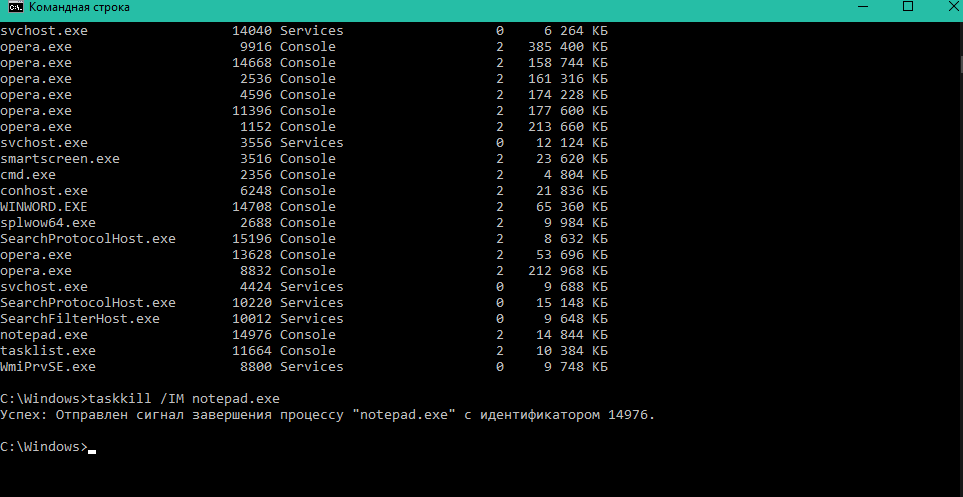 Командная строка
svchost.exe 14040 Services 0 6 264 КБ
opera.exe 9916 Console 2 385 400 КБ
opera.exe 14668 Console 2 158 744 КБ
opera.exe 2536 Console 2 161 316 КБ
opera.exe 4596 Console 2 174 228 КБ
opera.exe 11396 Console 2 177 600 КБ
opera.exe 1152 Console 2 213 660 КБ
svchost.exe 3556 Services 0 12 124 КБ
smartscreen.exe 3516 Console 2 23 620 КБ
cmd.exe 2356 Console 2 4 804 КБ
conhost.exe 6248 Console 2 21 836 КБ
WINWORD.EXE 14708 Console 2 65 360 КБ
splwow64.exe 2688 Console 2 9 984 КБ
SearchProtocolHost.exe 15196 Console 2 8 632 КБ
opera.exe 13628 Console 2 53 696 КБ
opera.exe 8832 Console 2 212 968 КБ
svchost.exe 4424 Services 0 9 688 КБ
SearchProtocolHost.exe 10220 Services 0 15 148 КБ
SearchFilterHost.exe 10012 Services 0 9 648 КБ
notepad.exe 14976 Console 2 14 844 КБ
tasklist.exe 11664 Console 2 10 384 КБ
WmiPrvSE.exe 8800 Services 0 9 748 КБ
C:\Windows>taskkill /IM notepad.exe
Успех: Отправлен сигнал завершения процессу "notepad.exe" с идентификатором 14976.
C:\Windows>